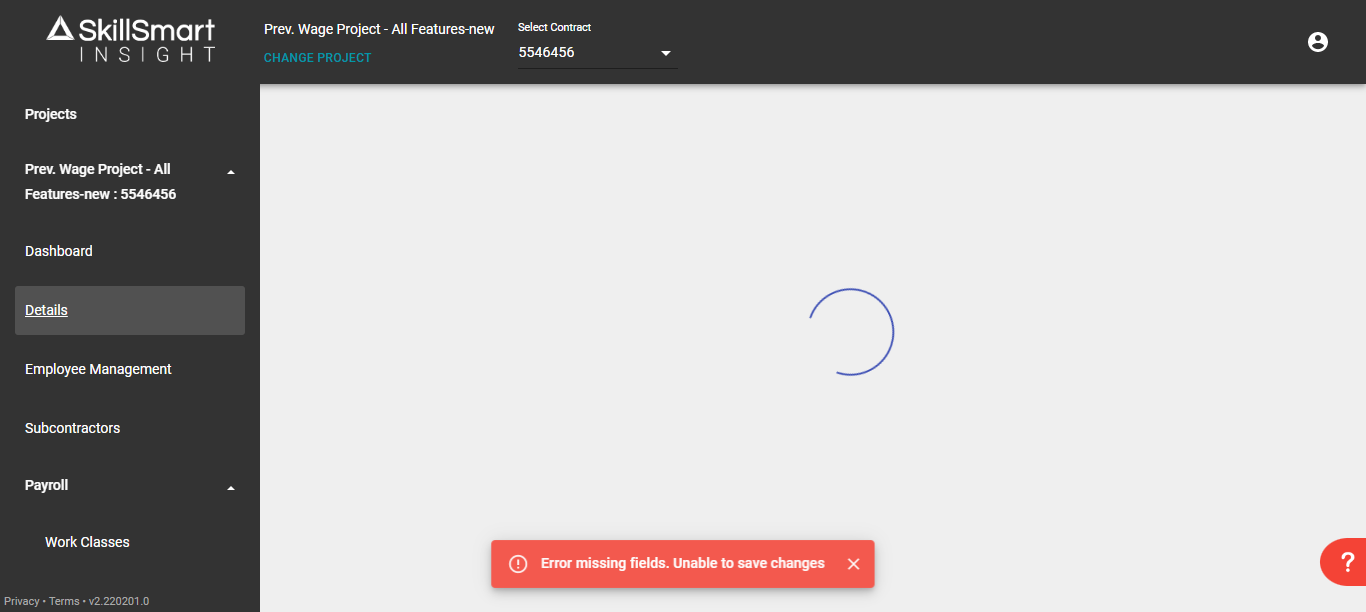 SkillSmart
INSIGHT
Prev. Wage Project - All Features-new
CHANGE PROJECT
Select Contract
5546456
Projects
Prev. Wage Project - All
Features-new : 5546456
Dashboard
Details
Employee Management
Subcontractors
Payroll
Work Classes
Error missing fields. Unable to save changes
?
Privacy • Terms • v2.220201.0